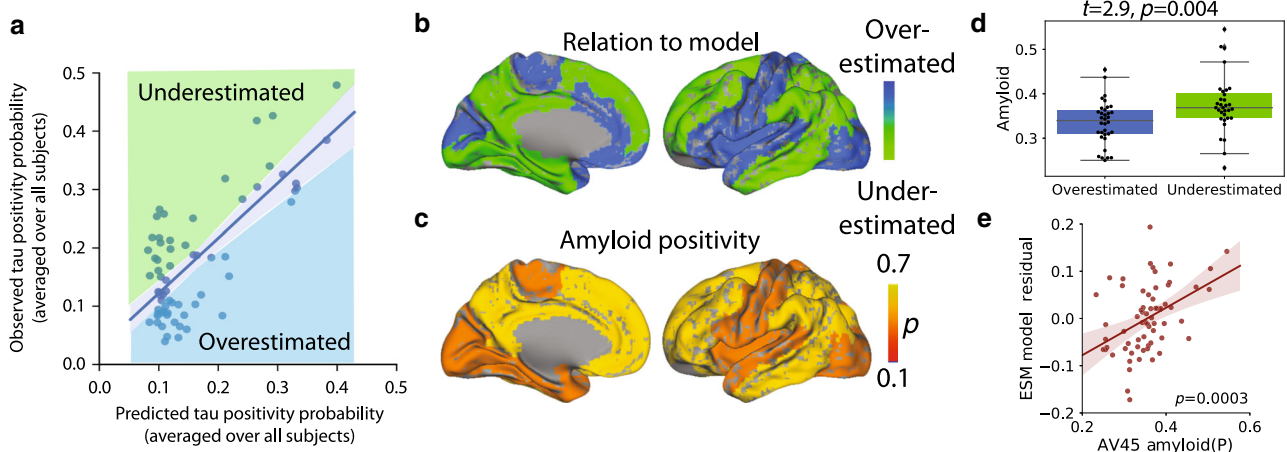 a
Observed tau positivity probability
(averaged over all subjects)
0.5
0.4
0.3
0.2
0.1
0.0
Underestimated
Overestimated
0.0 0.1 0.2 0.3 0.4 0.5
Predicted tau positivity probability
(averaged over all subjects)
b
Relation to model
Over-
estimated
Under-
estimated
c
Amyloid positivity
0.7
p
0.1
d
t=2.9, p=0.004
Amyloid
0.5
0.4
0.3
Overestimated Underestimated
e
ESM model residual
0.2
0.1
0.0
−0.1
−0.2
p=0.0003
0.2 0.4 0.6
AV45 amyloid(P)